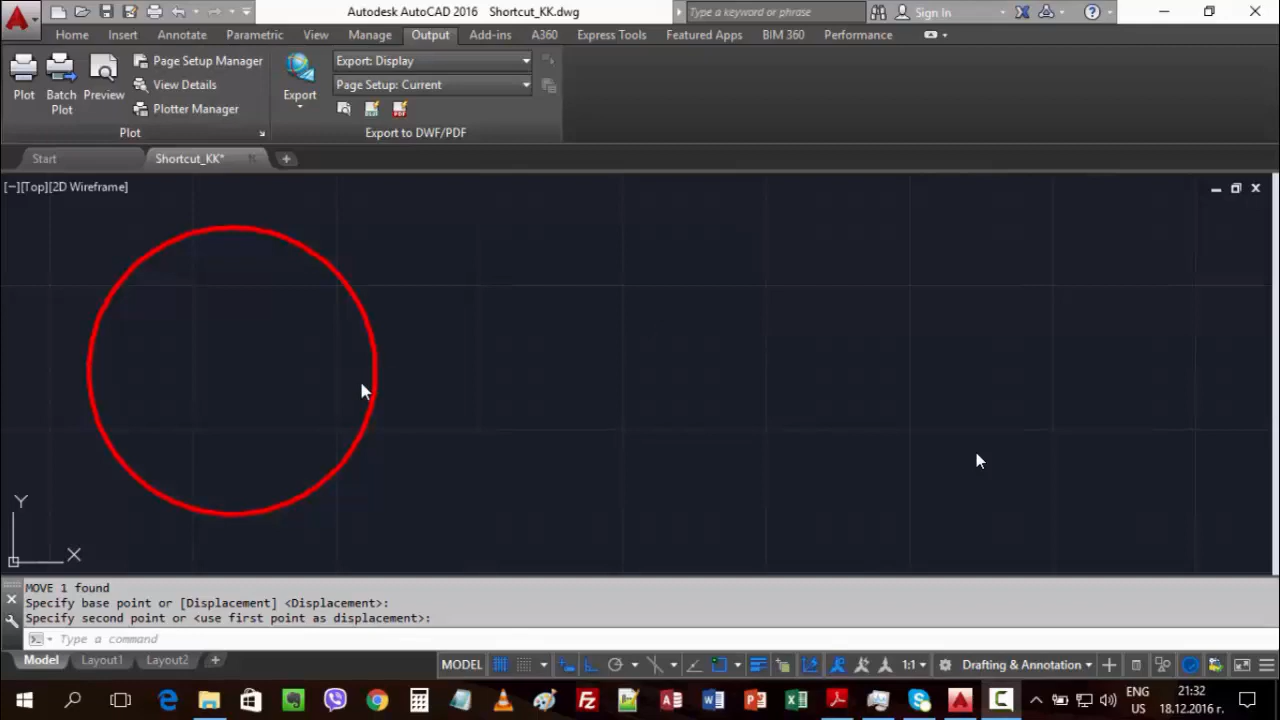 Autodesk AutoCAD 2016 Shortcut_KK.dwg
Type a keyword or phrase
Sign In
Home Insert Annotate Parametric View Manage Output Add-ins A360 Express Tools Featured Apps BIM 360 Performance
Plot
Batch
Plot
Preview
Page Setup Manager
View Details
Plotter Manager
Plot
Export
Export: Display
Page Setup: Current
Export to DWF/PDF
Start Shortcut_KK*
[−][Top][2D Wireframe]
Y
X
MOVE 1 found
Specify base point or [Displacement] <Displacement>:
Specify second point or <use first point as displacement>:
Type a command
Model Layout1 Layout2
MODEL
1:1
Drafting & Annotation
ENG
US
21:32
18.12.2016 г.